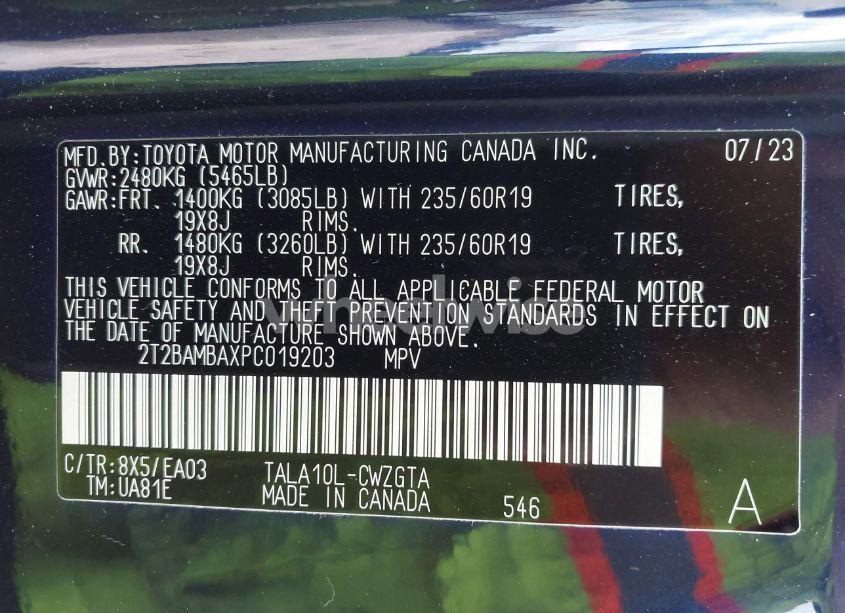 MFD.BY:TOYOTA MOTOR MANUFACTURING CANADA INC. 07/23
GVWR:2480KG (5465LB)
GAWR:FRT. 1400KG (3085LB) WITH 235/60R19 TIRES,
19X8J RIMS.
RR. 1480KG (3260LB) WITH 235/60R19 TIRES,
19X8J RIMS.
THIS VEHICLE CONFORMS TO ALL APPLICABLE FEDERAL MOTOR
VEHICLE SAFETY AND THEFT PREVENTION STANDARDS IN EFFECT ON
THE DATE OF MANUFACTURE SHOWN ABOVE.
2T2BAMBAXPC019203 MPV
C/TR:8X5/EA03 TALA10L-CWZGTA
TM:UA81E MADE IN CANADA 546 A